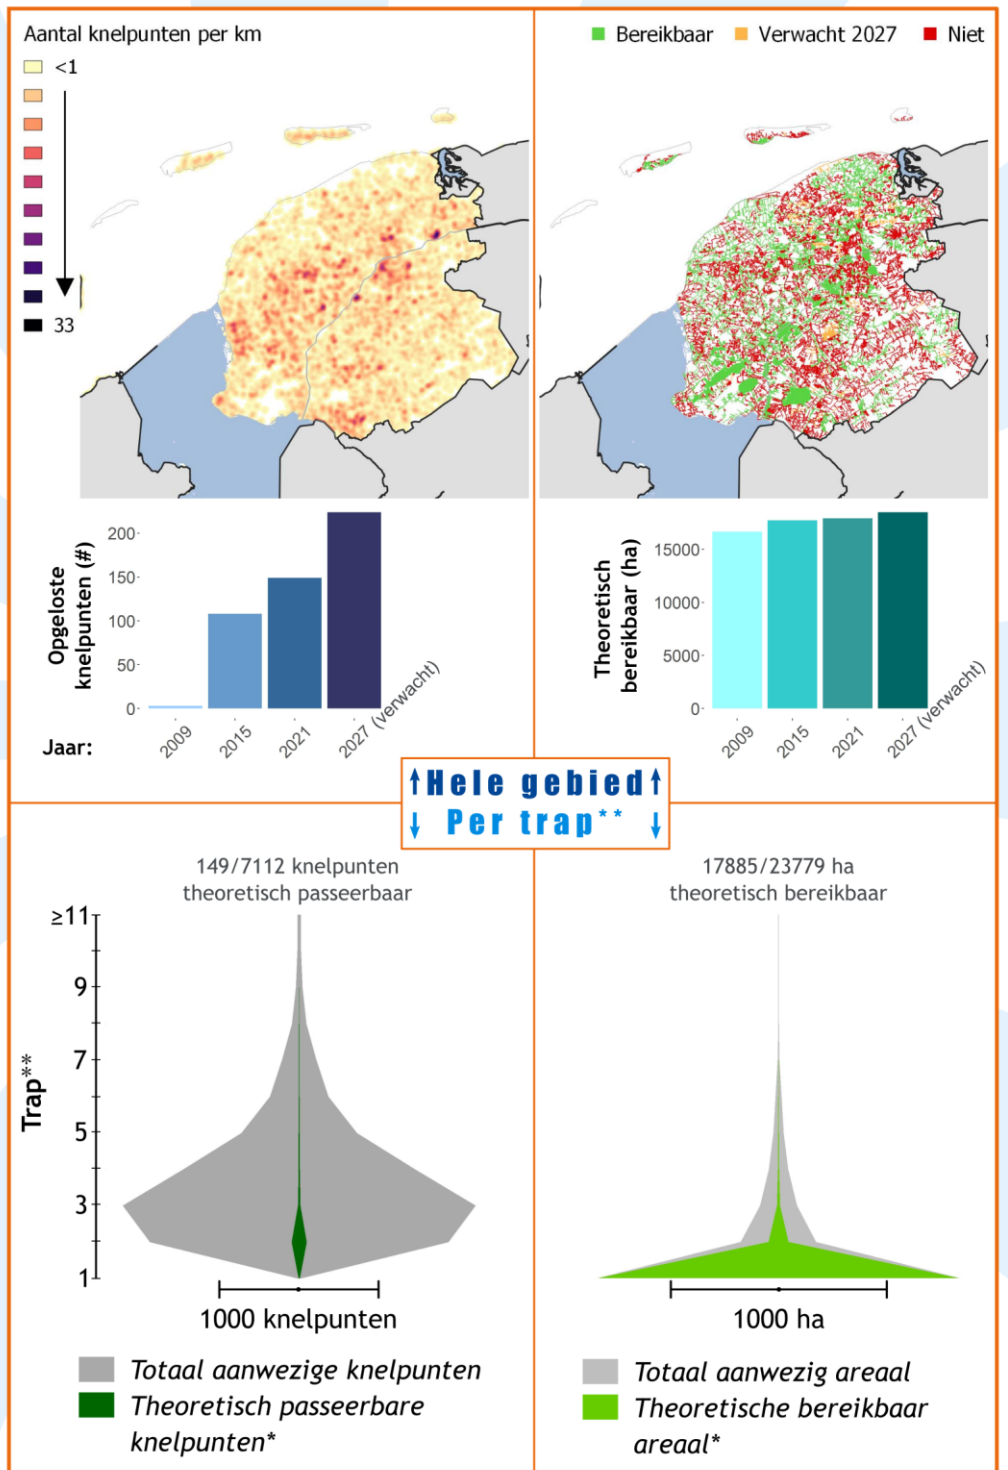 Aantal knelpunten per km
<1
33
Bereikbaar
Verwacht 2027
Niet
Opgeloste
knelpunten (#)
200
150
100
50
0
Jaar:
2009
2015
2021
2027 (verwacht)
Theoretisch
bereikbaar (ha)
15000
10000
5000
0
2009
2015
2021
2027 (verwacht)
↑Hele gebied↑
↓ Per trap** ↓
149/7112 knelpunten
theoretisch passeerbaar
Trap**
≥11
9
7
5
3
1
1000 knelpunten
Totaal aanwezige knelpunten
Theoretisch passeerbare
knelpunten*
17885/23779 ha
theoretisch bereikbaar
1000 ha
Totaal aanwezig areaal
Theoretische bereikbaar
areaal*